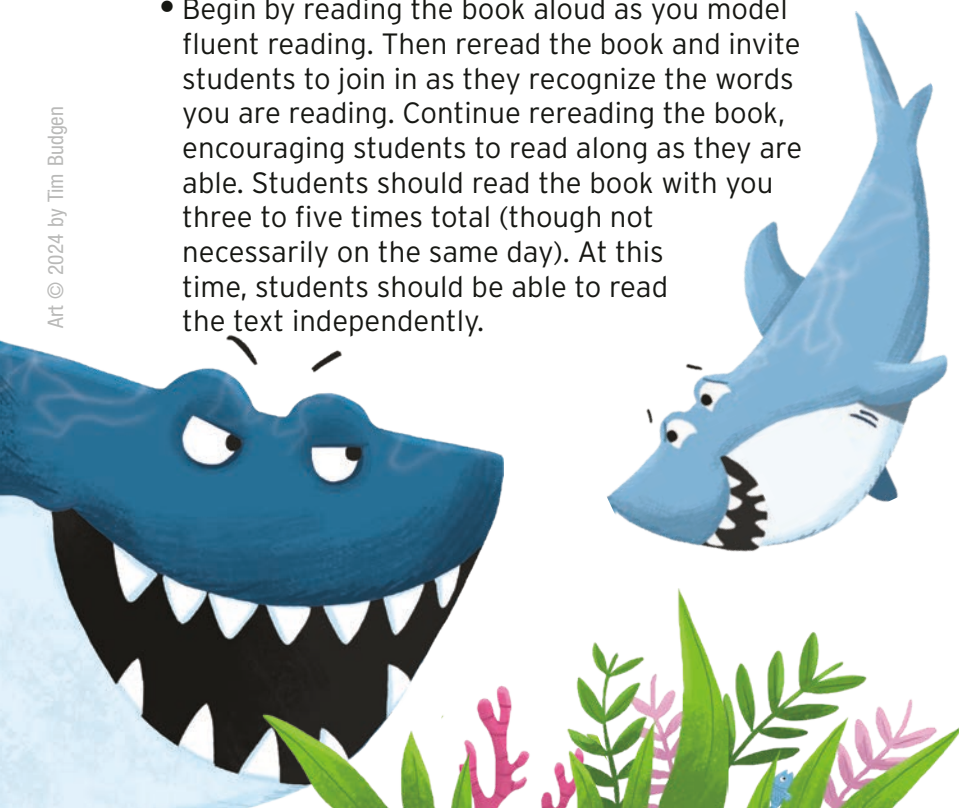 • Begin by reading the book aloud as you model
fluent reading. Then reread the book and invite
students to join in as they recognize the words
you are reading. Continue rereading the book,
encouraging students to read along as they are
able. Students should read the book with you
three to five times total (though not
necessarily on the same day). At this
time, students should be able to read
the text independently.
Art © 2024 by Tim Budgen